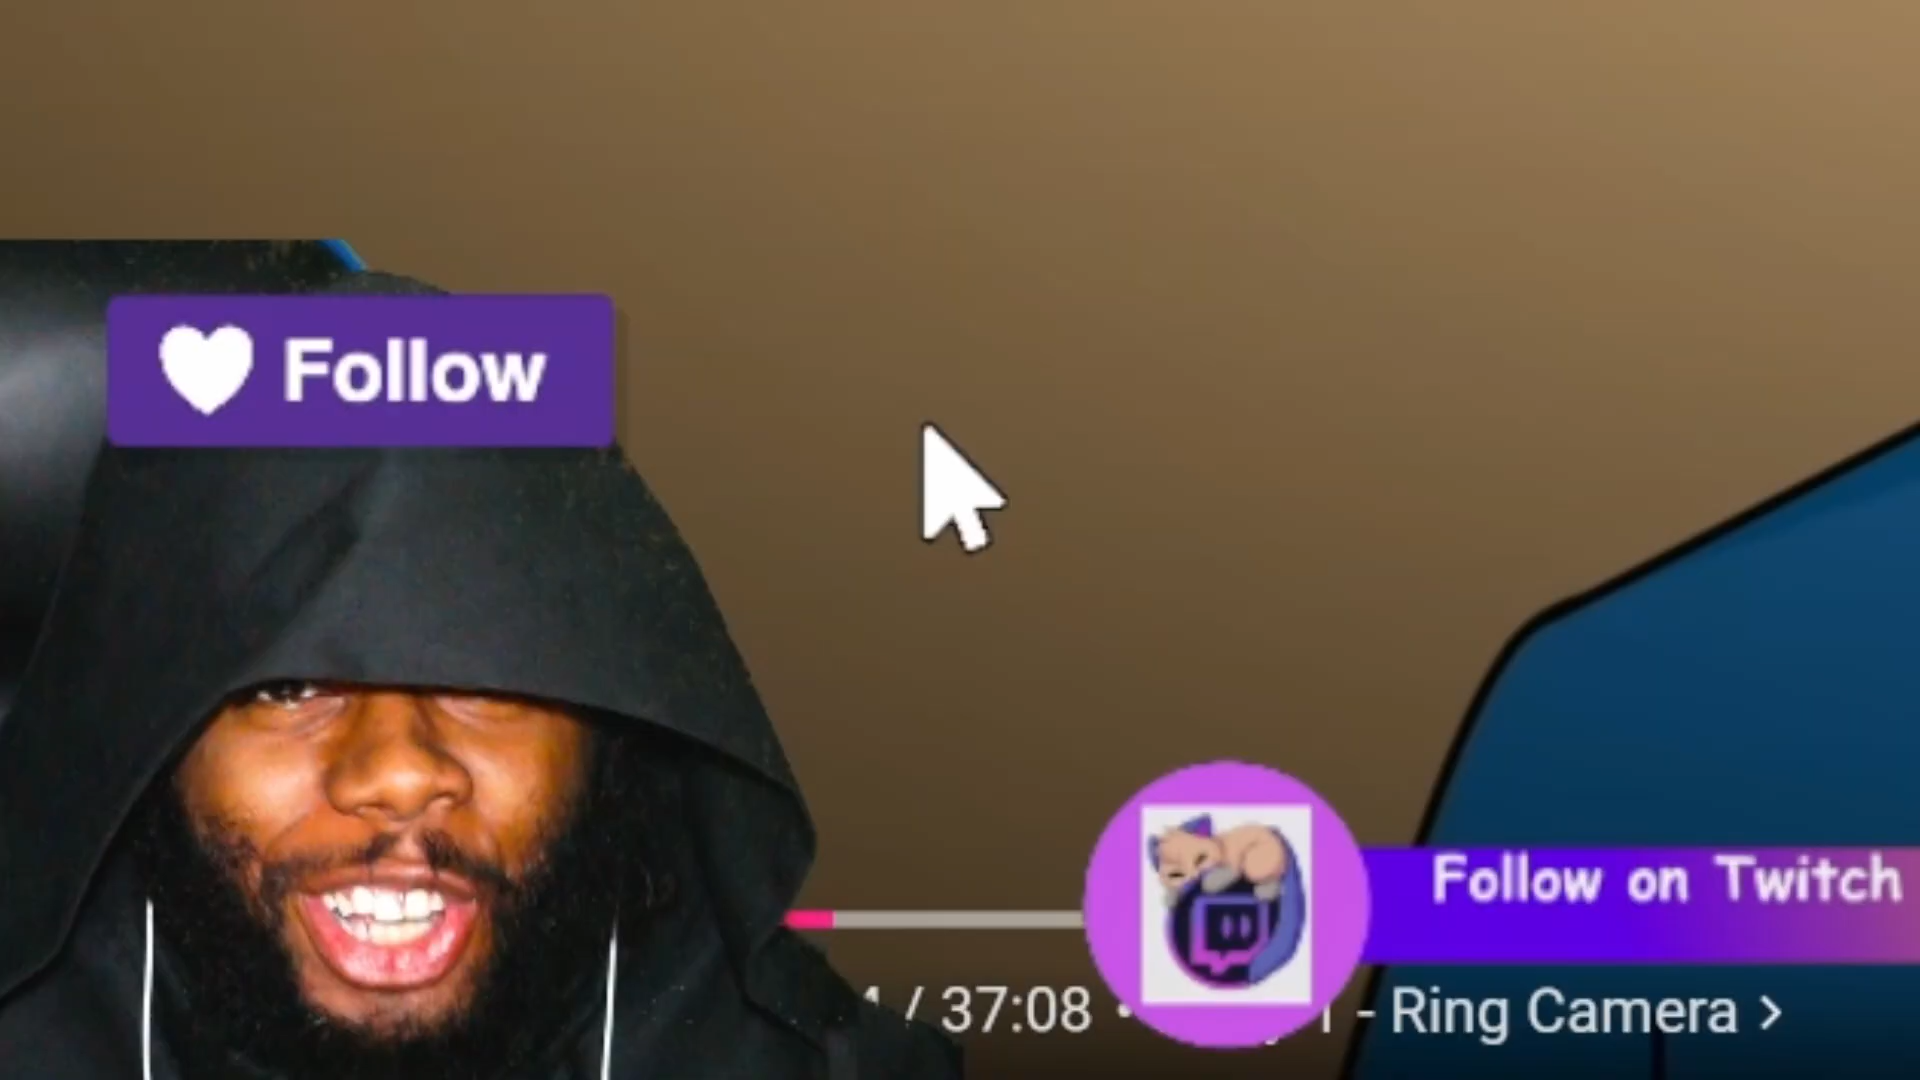 Follow
Follow on Twitch
/ 37:08 • - Ring Camera >